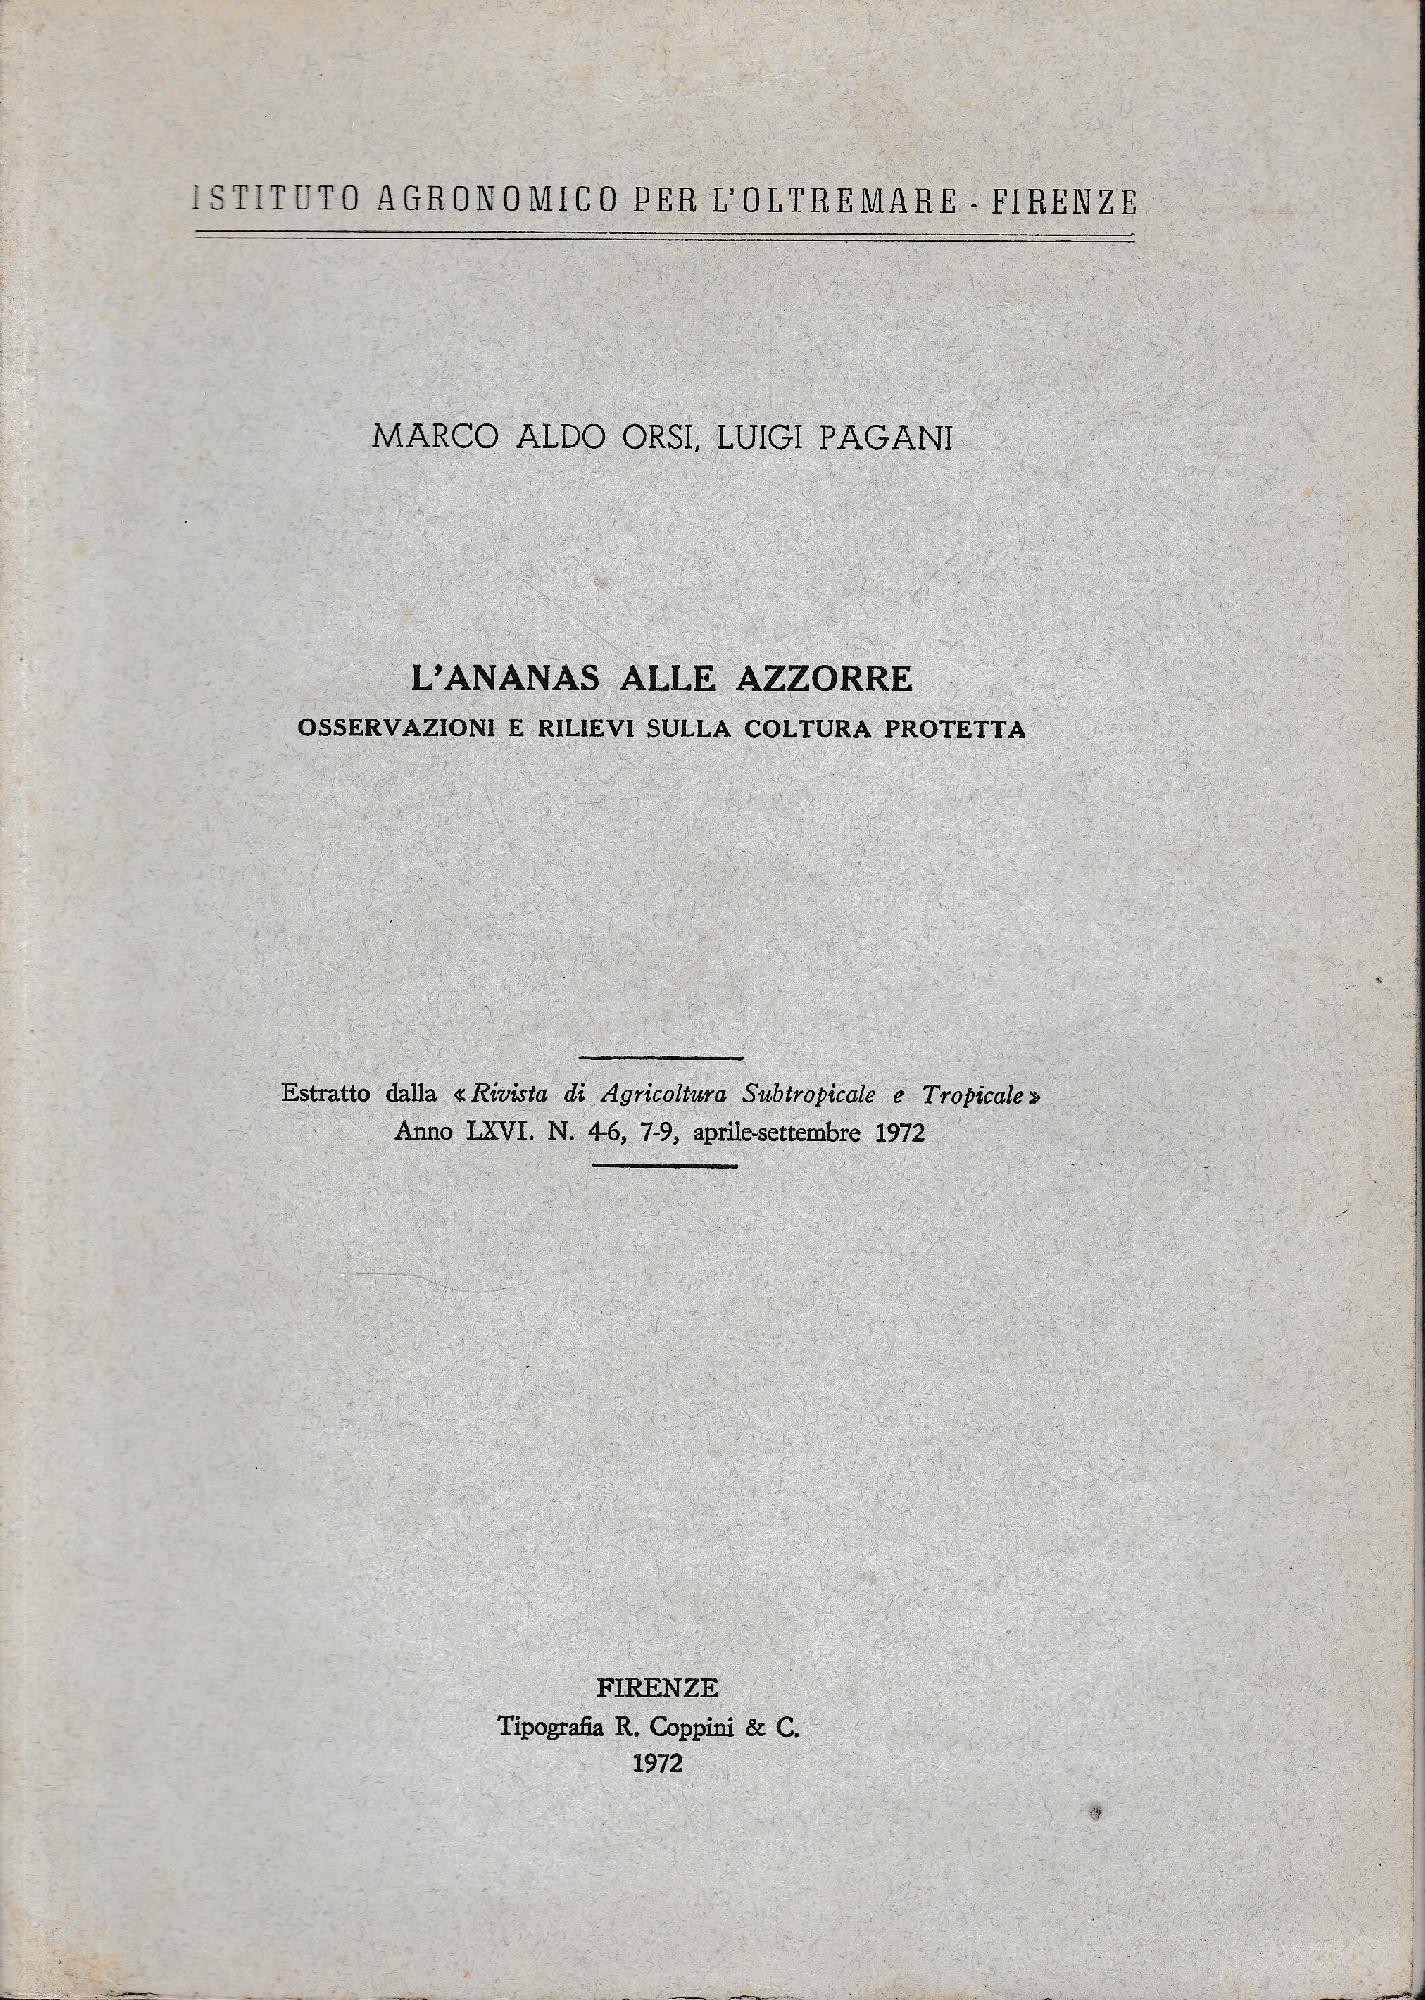 ISTITUTO AGRONOMICO PER L'OLTREMARE - FIRENZE
MARCO ALDO ORSI, LUIGI PAGANI
L'ANANAS ALLE AZZORRE
OSSERVAZIONI E RILIEVI SULLA COLTURA PROTETTA
Estratto dalla «Rivista di Agricoltura Subtropicale e Tropicale»
Anno LXVI. N. 4-6, 7-9, aprile-settembre 1972
FIRENZE
Tipografia R. Coppini & C.
1972